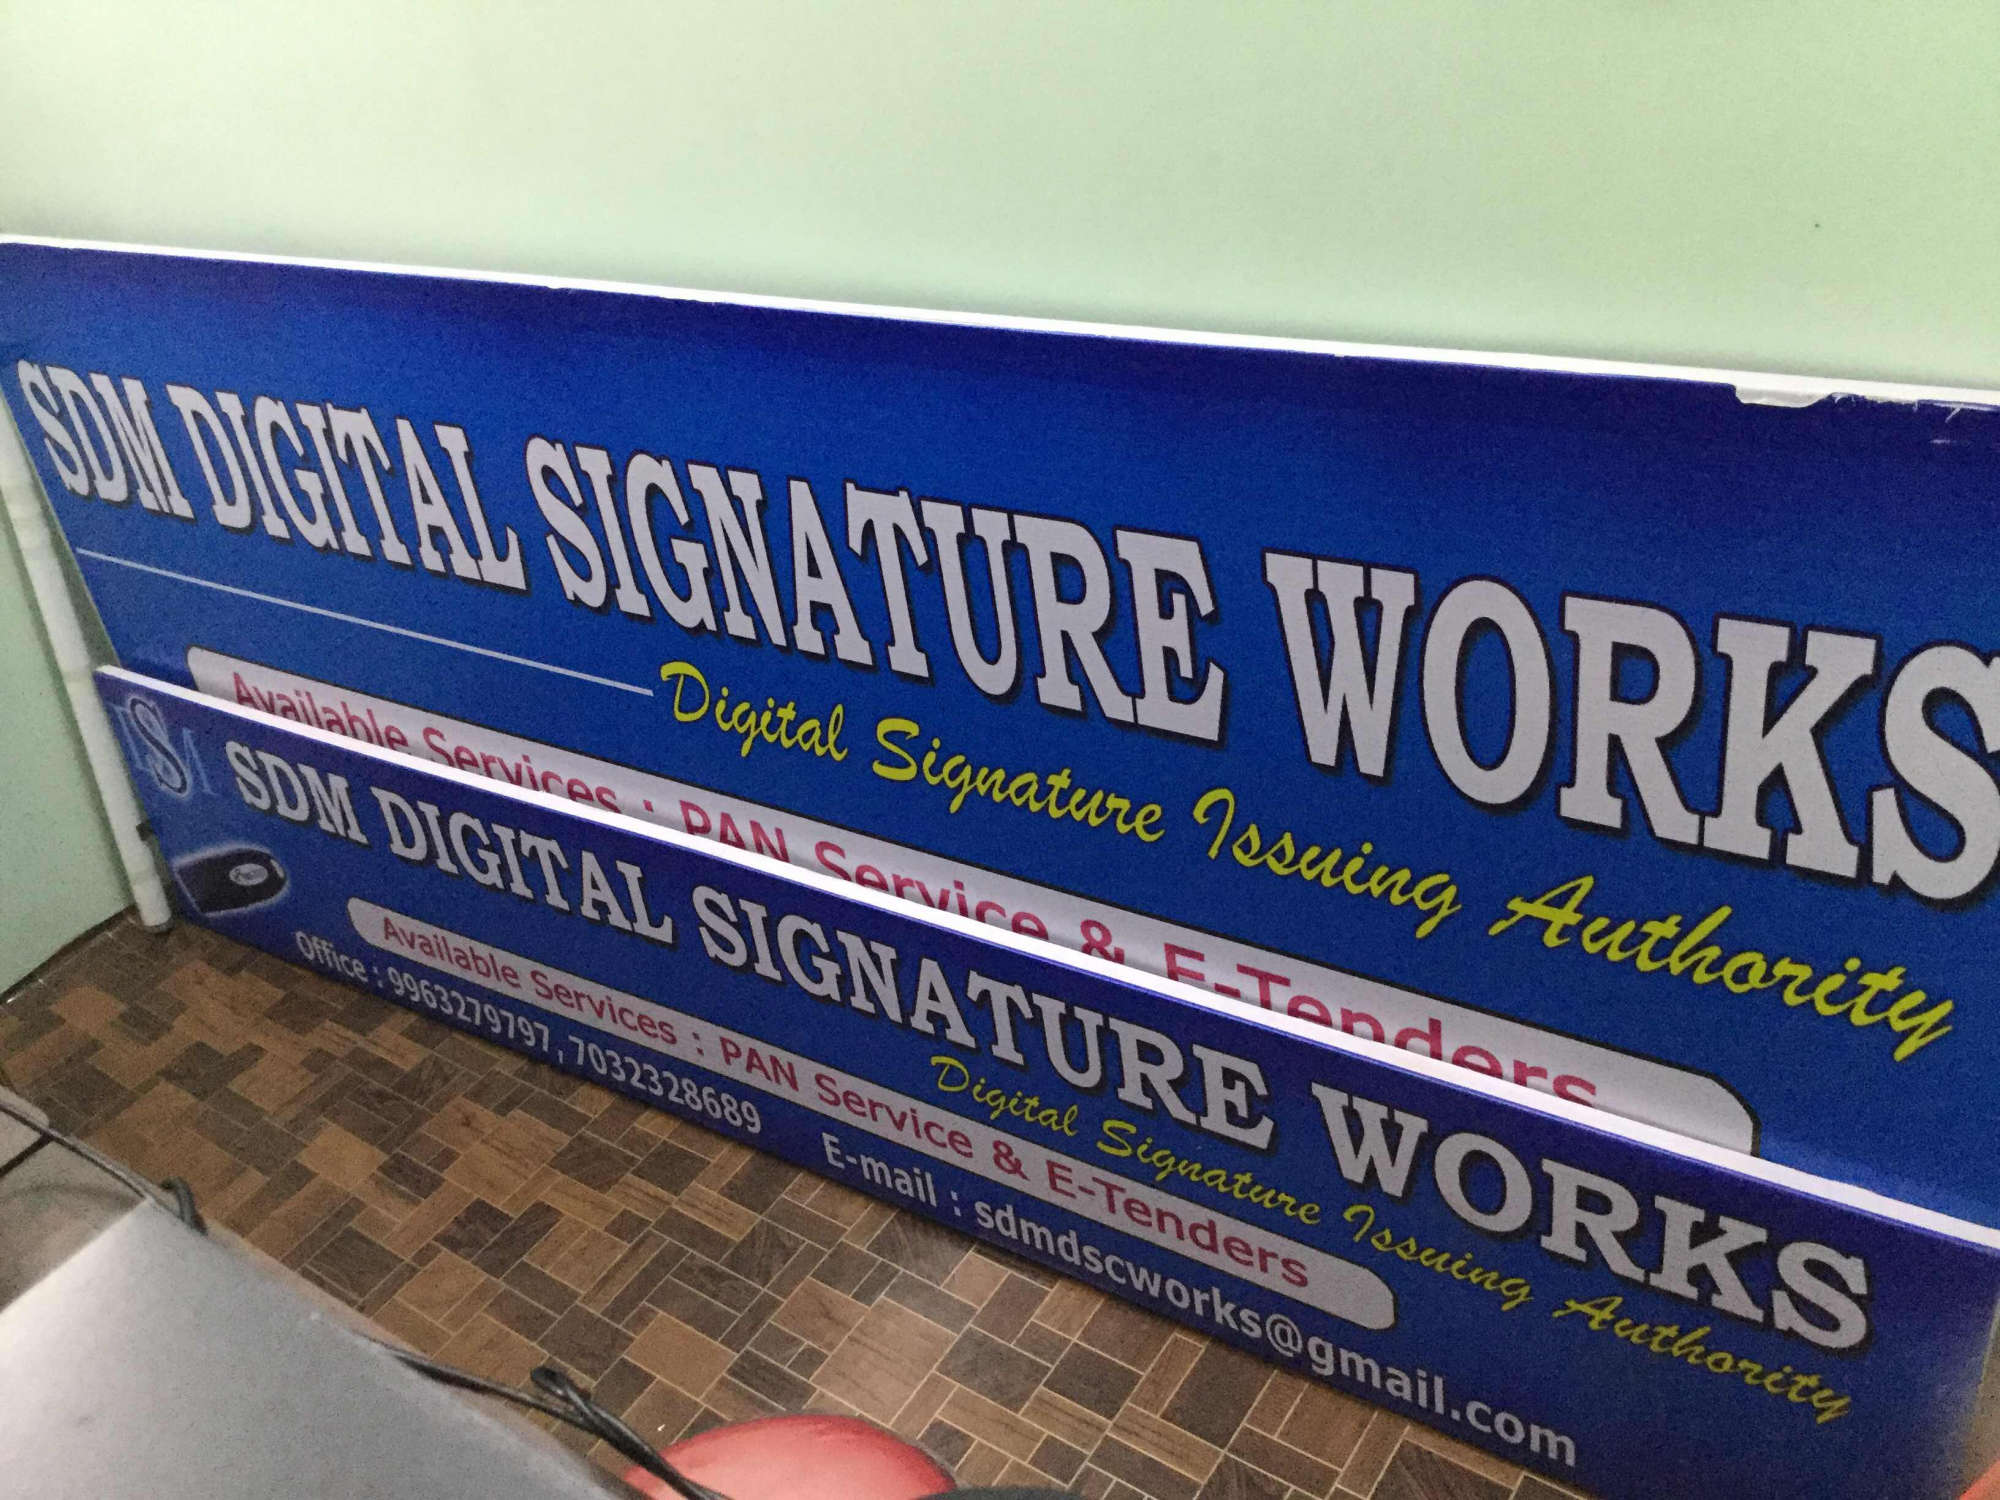 SDM DIGITAL SIGNATURE WORKS
Digital Signature Issuing Authority
Available Services : PAN Service & E-Tenders
SDM
SDM DIGITAL SIGNATURE WORKS
Digital Signature Issuing Authority
Available Services : PAN Service & E-Tenders
Office : 9963279797, 7032328689 E-mail : sdmdscworks@gmail.com